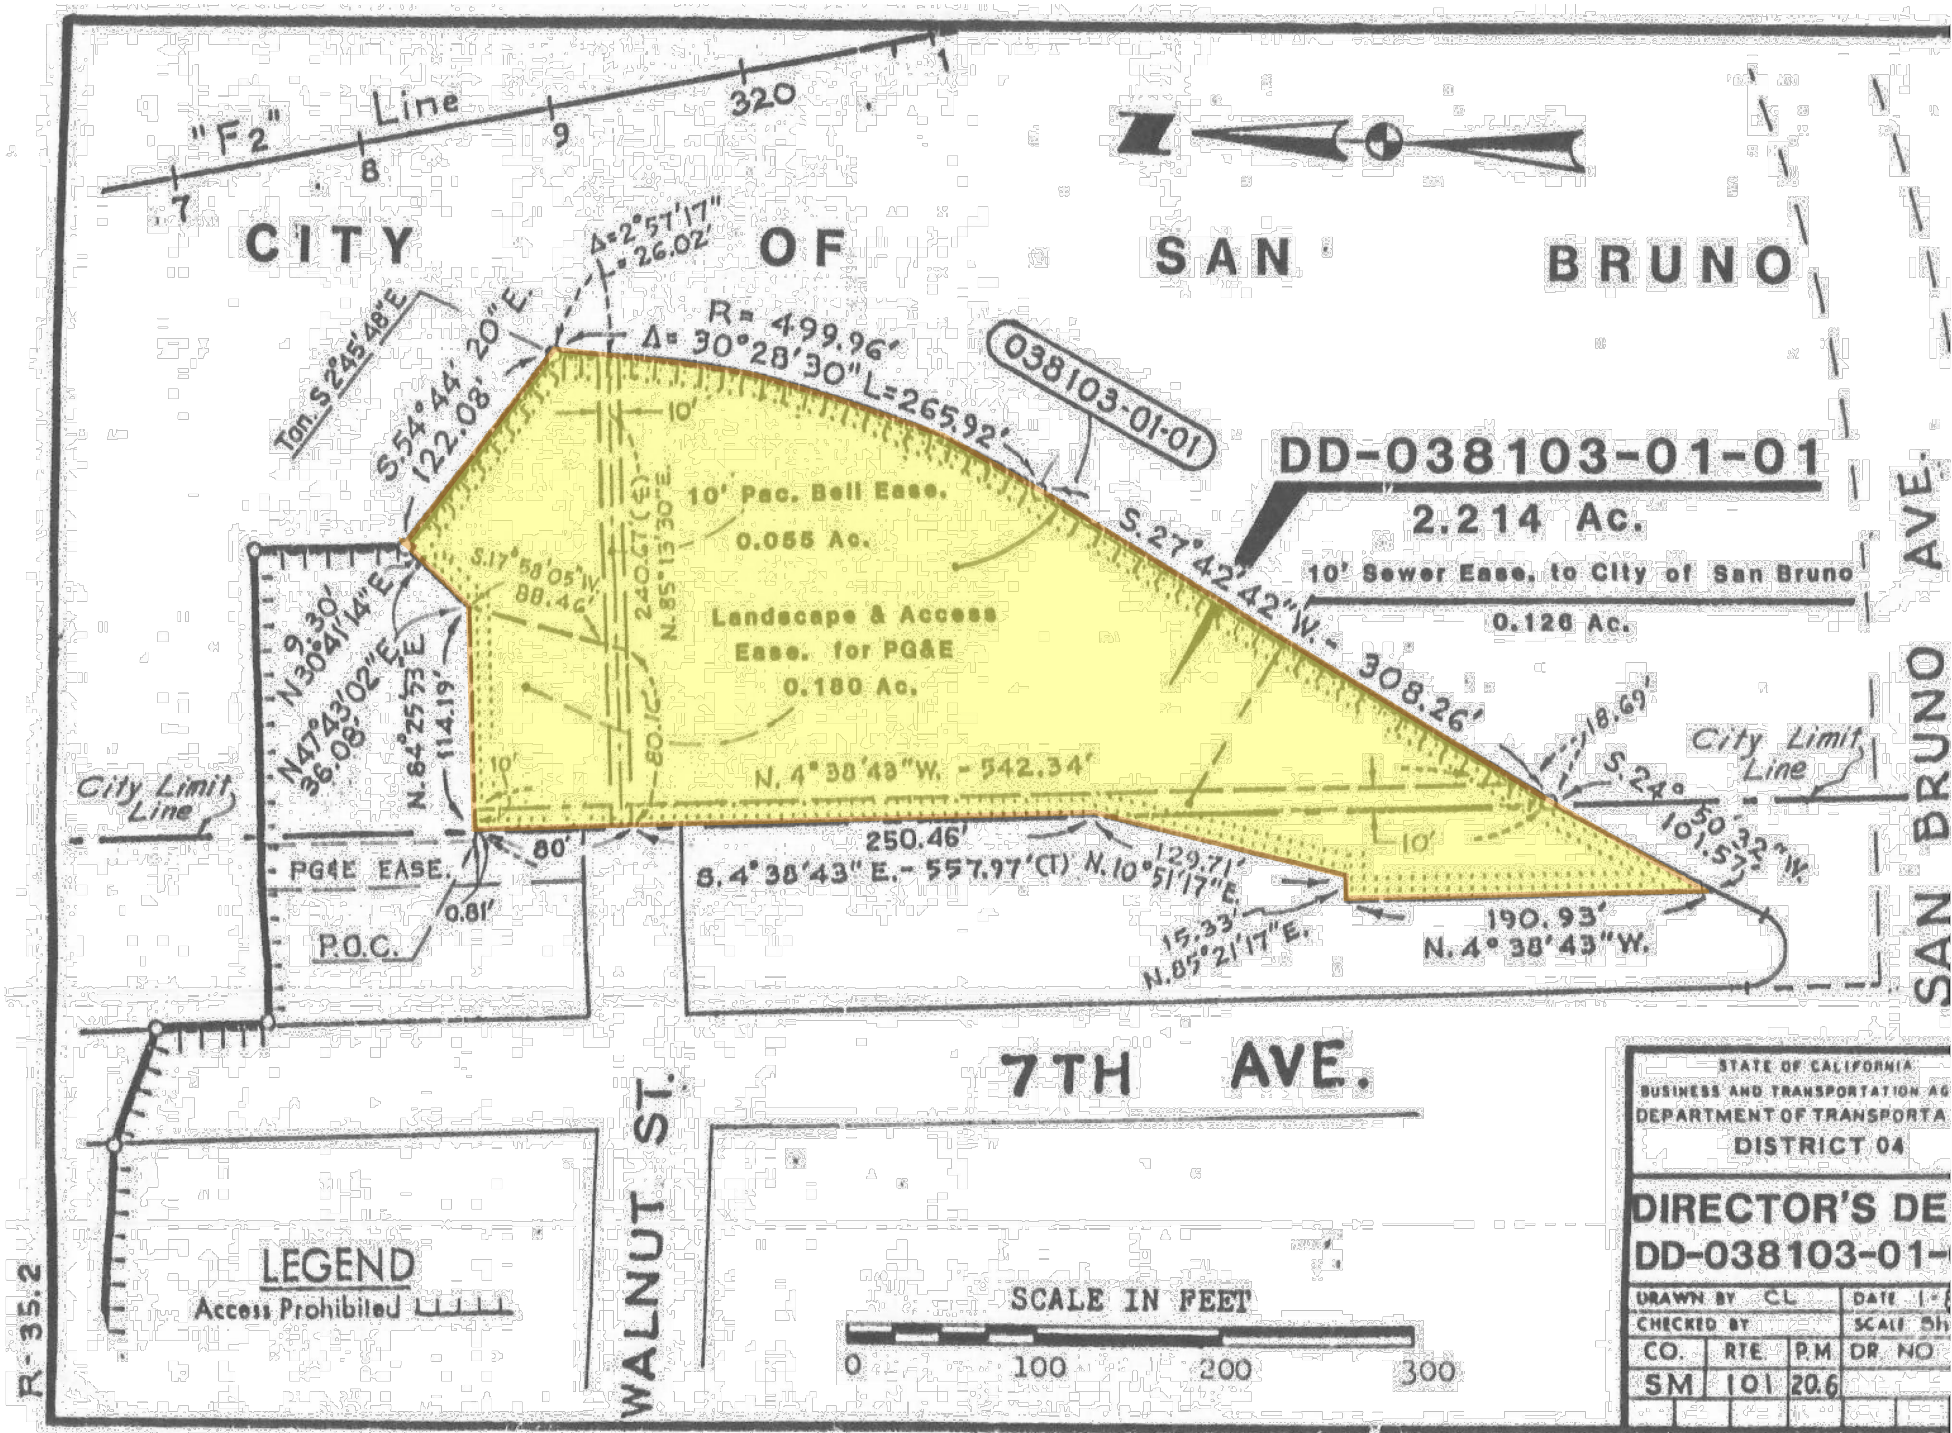 "F2" Line
7
8
9
320
1
N
CITY OF SAN BRUNO
Δ=2°57'17"
L=26.02'
Tan. S 2°45'48"E
S.54°44'20"E.
122.08'
R= 499.96'
Δ= 30°28'30" L=265.92'
038103-01-01
DD-038103-01-01
2.214 Ac.
10' Sewer Ease. to City of San Bruno
0.126 Ac.
10'
10' Pac. Bell Ease.
0.055 Ac.
S.17°58'05"W.
88.46'
240.67 (E)
N.85°13'30"E.
Landscape & Access
Ease. for PG&E
0.180 Ac.
S.27°42'42"W. - 308.26'
9.30'
N30°41'14"E
N47°43'02"E
36.08'
N.84°25'53"E
114.19'
18.69'
City Limit
Line
S.24°50'32"W.
101.57'
City Limit
Line
10'
80.16'
N. 4°38'43"W. - 542.34'
10'
PG&E EASE.
80'
250.46'
S. 4°38'43"E.- 557.97'(T)
129.71'
N.10°51'17"E.
0.81'
P.O.C.
15.33'
N.85°21'17"E.
190.93'
N. 4°38'43"W.
SAN BRUNO AVE.
7TH AVE.
WALNUT ST.
LEGEND
Access Prohibited
SCALE IN FEET
0 100 200 300
R-35.2
STATE OF CALIFORNIA
BUSINESS AND TRANSPORTATION AG
DEPARTMENT OF TRANSPORTA
DISTRICT 04
DIRECTOR'S DE
DD-038103-01-
DRAWN BY CL DATE 1-
CHECKED BY SCALE Sh
CO. RTE. P.M DR. NO
SM 101 20.6